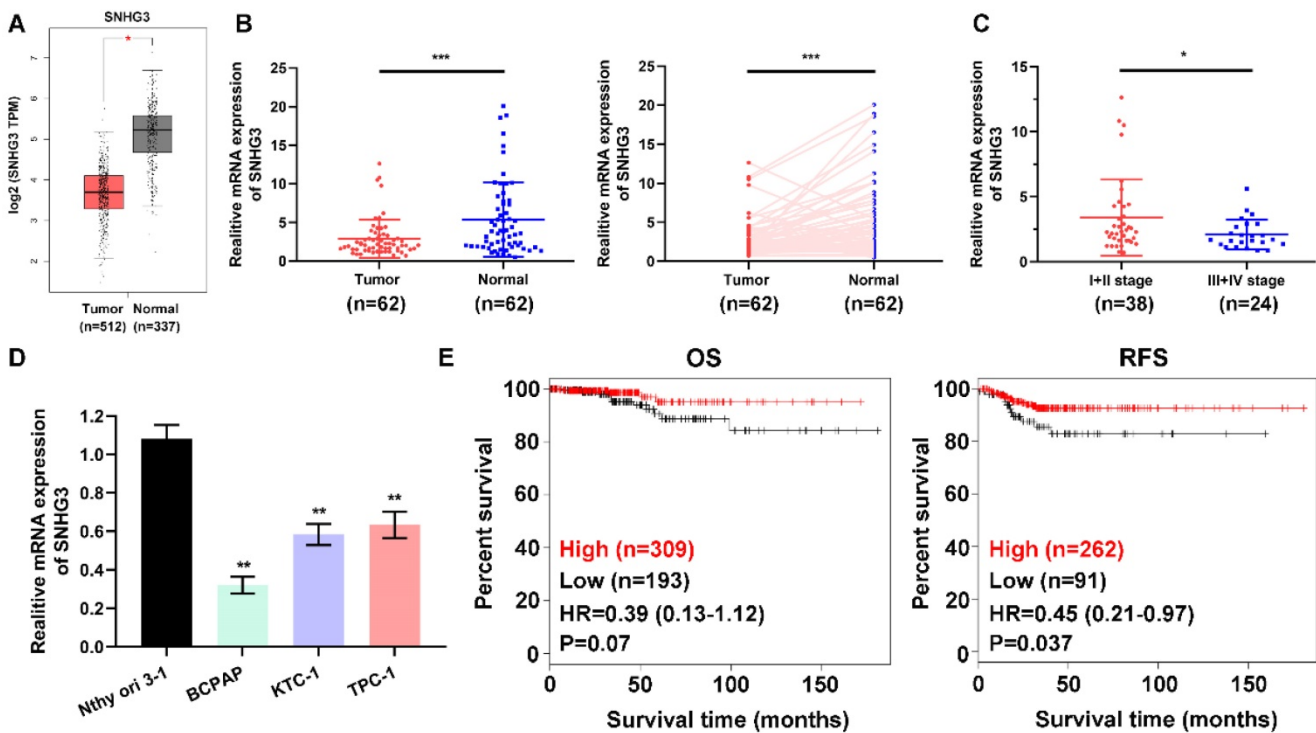 A
SNHG3
*
log2 (SNHG3 TPM)
7
6
5
4
3
2
Tumor
(n=512)
Normal
(n=337)
B
Realitive mRNA expression
of SNHG3
25
20
15
10
5
0
***
Tumor
(n=62)
Normal
(n=62)
Realitive mRNA expression
of SNHG3
25
20
15
10
5
0
***
Tumor
(n=62)
Normal
(n=62)
C
Realitive mRNA expression
of SNHG3
15
10
5
0
*
I+II stage
(n=38)
III+IV stage
(n=24)
D
Realitive mRNA expression
of SNHG3
1.2
1.0
0.8
0.6
0.4
0.2
0.0
**
**
**
Nthy ori 3-1
BCPAP
KTC-1
TPC-1
E
OS
Percent survival
100
80
60
40
20
0
High (n=309)
Low (n=193)
HR=0.39 (0.13-1.12)
P=0.07
0
50
100
150
Survival time (months)
RFS
Percent survival
100
80
60
40
20
0
High (n=262)
Low (n=91)
HR=0.45 (0.21-0.97)
P=0.037
0
50
100
150
Survival time (months)